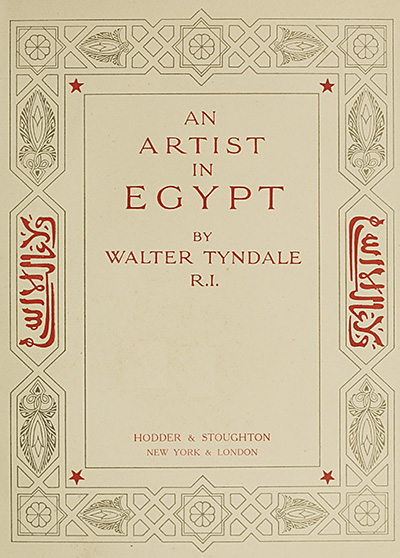 AN
ARTIST
IN
EGYPT
BY
WALTER TYNDALE
R.I.
HODDER & STOUGHTON
NEW YORK & LONDON